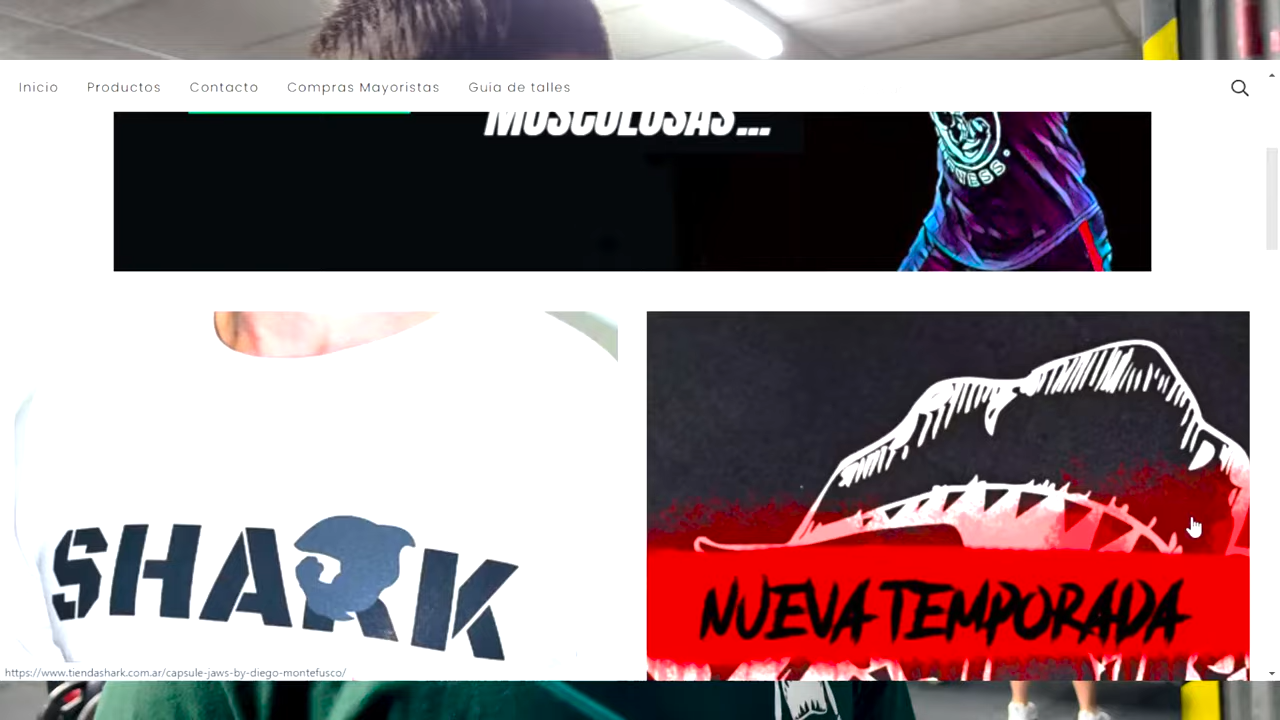 Inicio
Productos
Contacto
Compras Mayoristas
Guia de talles
MUSCULOSAS...
NESS.
SHARK
NUEVA TEMPORADA
https://www.tiendashark.com.ar/capsule-jaws-by-diego-montefusco/